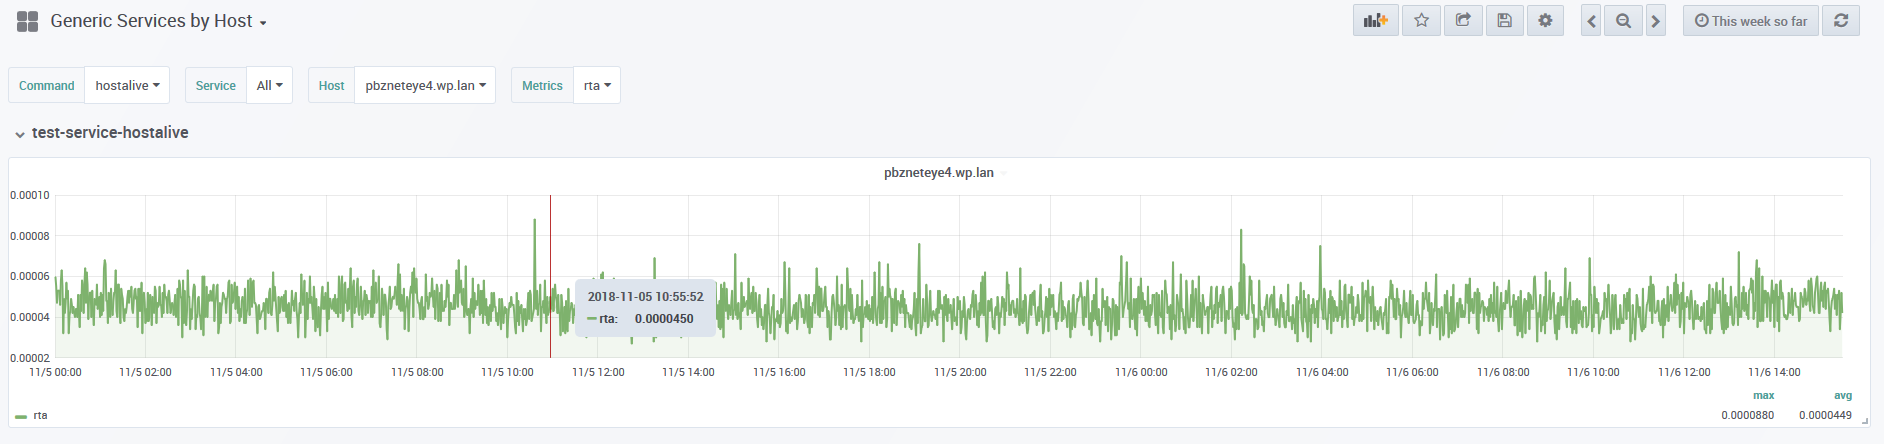 Generic Services by Host
This week so far
Command hostalive Service All Host pbzneteye4.wp.lan Metrics rta
test-service-hostalive
pbzneteye4.wp.lan
0.00010
0.00008
0.00006
0.00004
0.00002
2018-11-05 10:55:52
rta: 0.0000450
11/5 00:00 11/5 02:00 11/5 04:00 11/5 06:00 11/5 08:00 11/5 10:00 11/5 12:00 11/5 14:00 11/5 16:00 11/5 18:00 11/5 20:00 11/5 22:00 11/6 00:00 11/6 02:00 11/6 04:00 11/6 06:00 11/6 08:00 11/6 10:00 11/6 12:00 11/6 14:00
max avg
rta 0.0000880 0.0000449